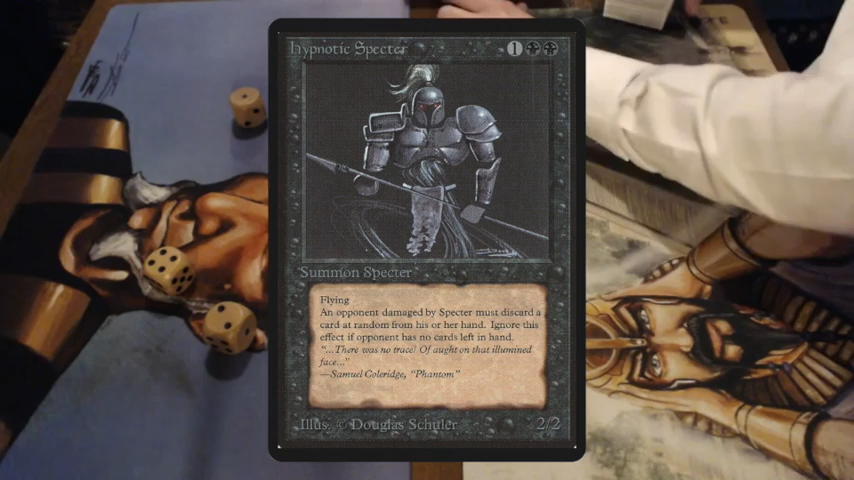 Hypnotic Specter 1
Summon Specter
Flying
An opponent damaged by Specter must discard a
card at random from his or her hand. Ignore this
effect if opponent has no cards left in hand.
"...There was no trace/ Of aught on that illumined
face..."
—Samuel Coleridge, "Phantom"
Illus. © Douglas Schuler 2/2